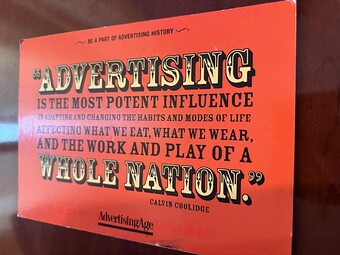 BE A PART OF ADVERTISING HISTORY
"ADVERTISING
IS THE MOST POTENT INFLUENCE
IN ADAPTING AND CHANGING THE HABITS AND MODES OF LIFE
AFFECTING WHAT WE EAT, WHAT WE WEAR,
AND THE WORK AND PLAY OF A
WHOLE NATION."
CALVIN COOLIDGE
AdvertisingAge